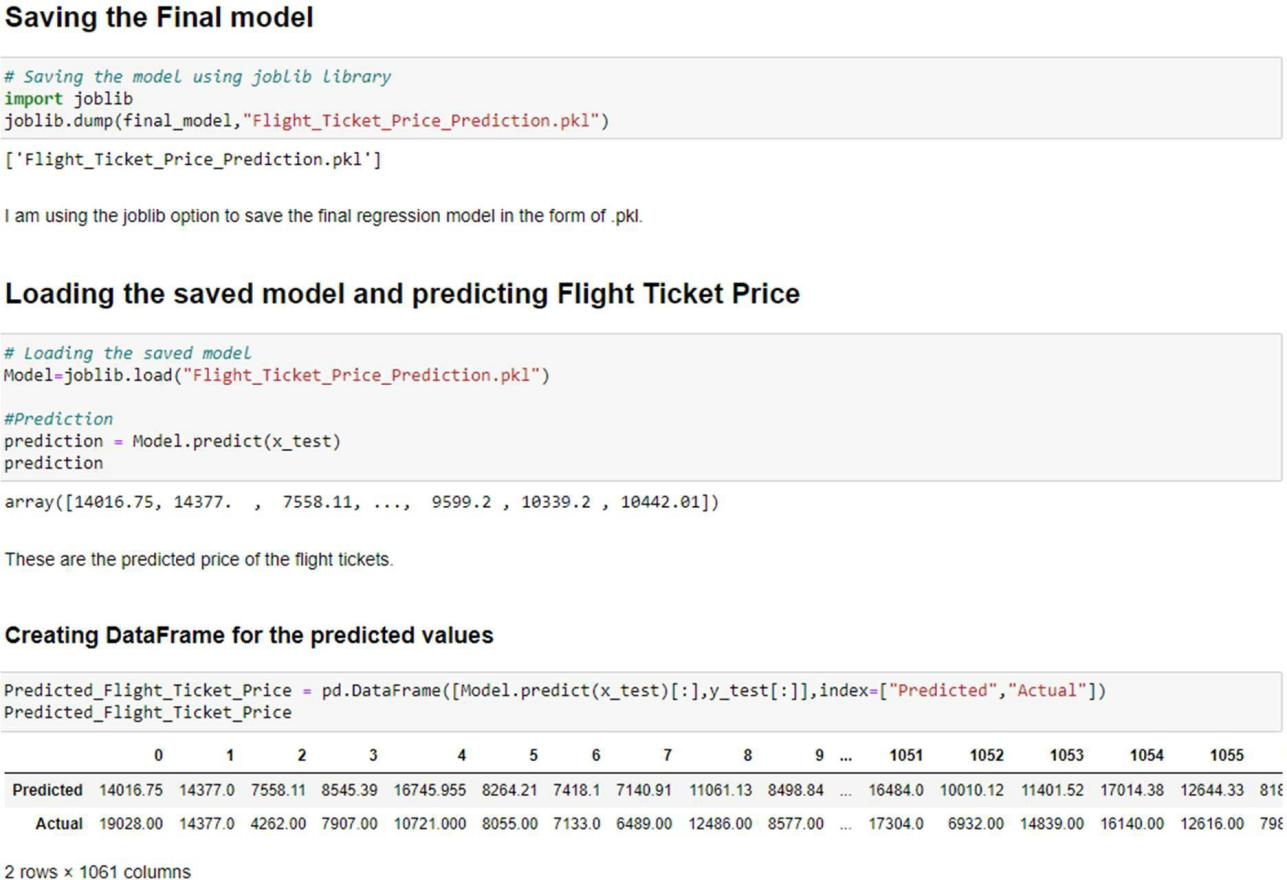 Saving the Final model
# Saving the model using joblib library
import joblib
joblib.dump(final_model,"Flight_Ticket_Price_Prediction.pkl")
['Flight_Ticket_Price_Prediction.pkl']
I am using the joblib option to save the final regression model in the form of .pkl.
Loading the saved model and predicting Flight Ticket Price
# Loading the saved model
Model=joblib.load("Flight_Ticket_Price_Prediction.pkl")
#Prediction
prediction = Model.predict(x_test)
prediction
array([14016.75, 14377.  ,  7558.11, ...,  9599.2 , 10339.2 , 10442.01])
These are the predicted price of the flight tickets.
Creating DataFrame for the predicted values
Predicted_Flight_Ticket_Price = pd.DataFrame([Model.predict(x_test)[:],y_test[:]],index=["Predicted","Actual"])
Predicted_Flight_Ticket_Price
0 1 2 3 4 5 6 7 8 9 ... 1051 1052 1053 1054 1055
Predicted 14016.75 14377.0 7558.11 8545.39 16745.955 8264.21 7418.1 7140.91 11061.13 8498.84 ... 16484.0 10010.12 11401.52 17014.38 12644.33
Actual 19028.00 14377.0 4262.00 7907.00 10721.000 8055.00 7133.0 6489.00 12486.00 8577.00 ... 17304.0 6932.00 14839.00 16140.00 12616.00
2 rows × 1061 columns